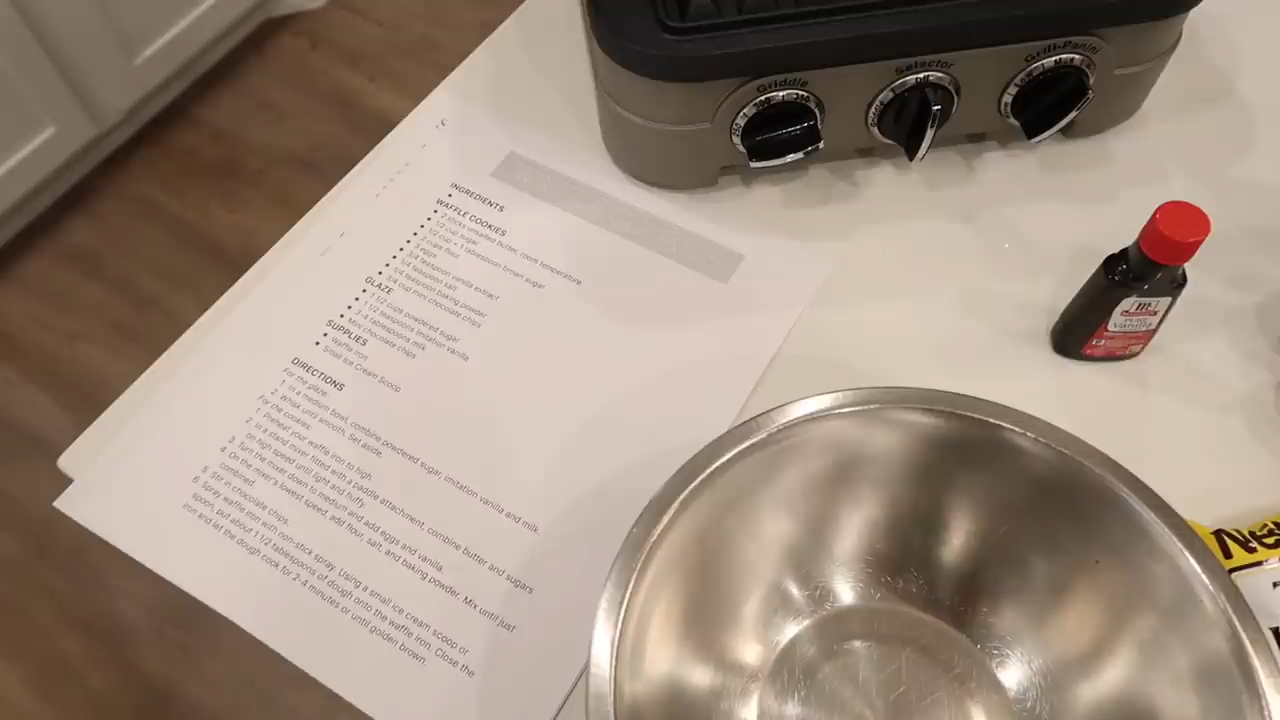 Griddle
Selector
Grill-Panini
250
300
350
Griddle
Off
Low
Med
INGREDIENTS
WAFFLE COOKIES
2 sticks unsalted butter, room temperature
1/2 cup sugar
1/2 cup + 1 tablespoon brown sugar
2 cups flour
3 eggs
3/4 teaspoon vanilla extract
1/4 teaspoon salt
1/4 teaspoon baking powder
3/4 cup mini chocolate chips
GLAZE
1 1/2 cups powdered sugar
1 1/2 teaspoons imitation vanilla
3-4 tablespoons milk
Mini chocolate chips
SUPPLIES
Waffle iron
Small Ice Cream Scoop
DIRECTIONS
For the glaze:
1. In a medium bowl, combine powdered sugar, imitation vanilla and milk.
2. Whisk until smooth. Set aside.
For the cookies:
1. Preheat your waffle iron to high.
2. In a stand mixer fitted with a paddle attachment, combine butter and sugars
on high speed until light and fluffy.
3. Turn the mixer down to medium and add eggs and vanilla.
4. On the mixer's lowest speed, add flour, salt, and baking powder. Mix until just
combined.
5. Stir in chocolate chips.
6. Spray waffle iron with non-stick spray. Using a small ice cream scoop or
spoon, put about 1 1/2 tablespoons of dough onto the waffle iron. Close the
iron and let the dough cook for 2-4 minutes or until golden brown.
PURE
Vanilla
Nes